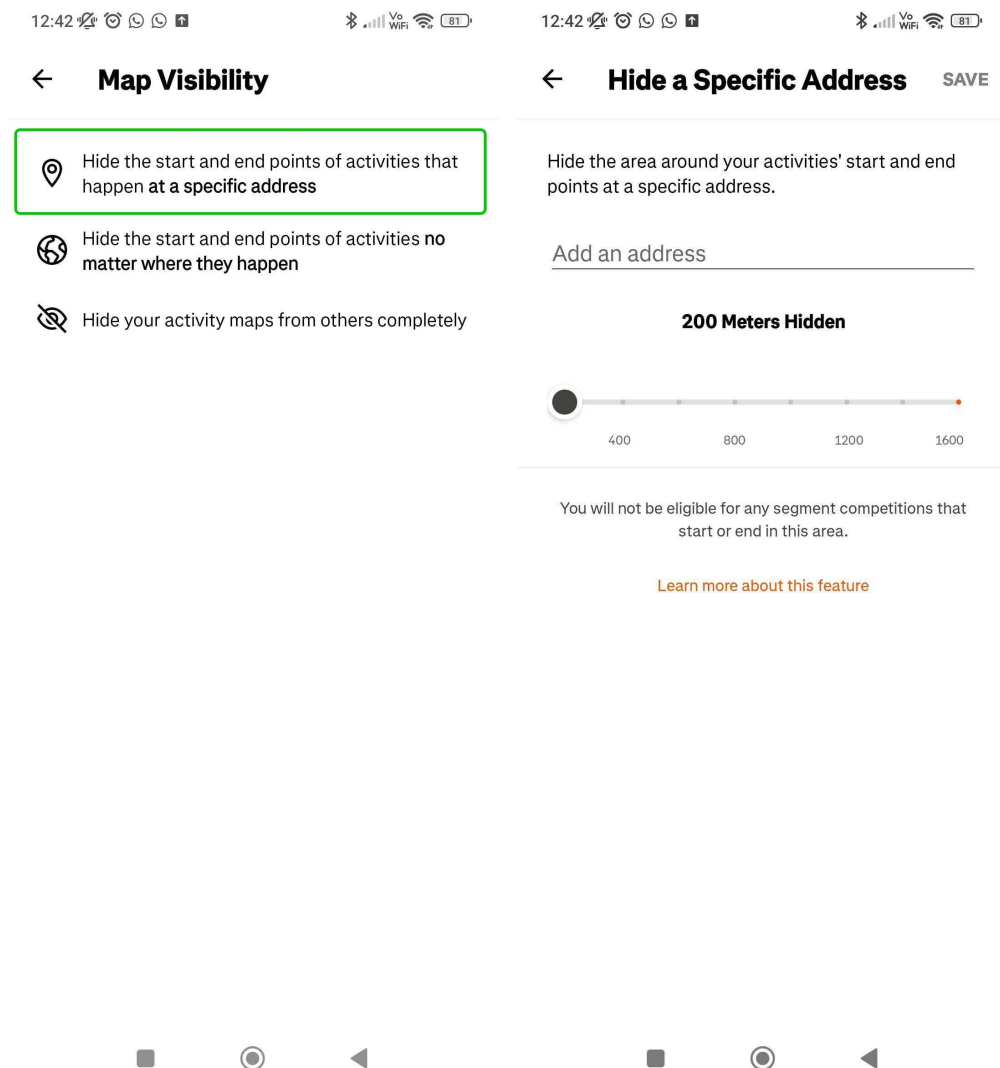 12:42
Vo
WiFi
81
Map Visibility
Hide the start and end points of activities that
happen at a specific address
Hide the start and end points of activities no
matter where they happen
Hide your activity maps from others completely
12:42
Vo
WiFi
81
Hide a Specific Address
SAVE
Hide the area around your activities' start and end
points at a specific address.
Add an address
200 Meters Hidden
400 800 1200 1600
You will not be eligible for any segment competitions that
start or end in this area.
Learn more about this feature